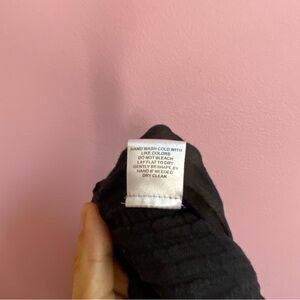 HAND WASH COLD WITH
LIKE COLORS
DO NOT BLEACH
LAY FLAT TO DRY
GENTLY RESHAPE BY
HAND IF NEEDED
DRY CLEAN